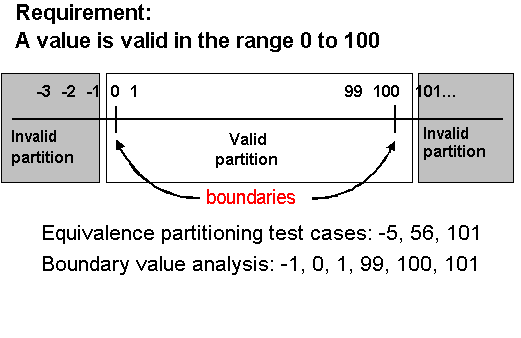 Requirement:
A value is valid in the range 0 to 100
-3 -2 -1 0 1 99 100 101...
Invalid partition
Valid partition
Invalid partition
boundaries
Equivalence partitioning test cases: -5, 56, 101
Boundary value analysis: -1, 0, 1, 99, 100, 101